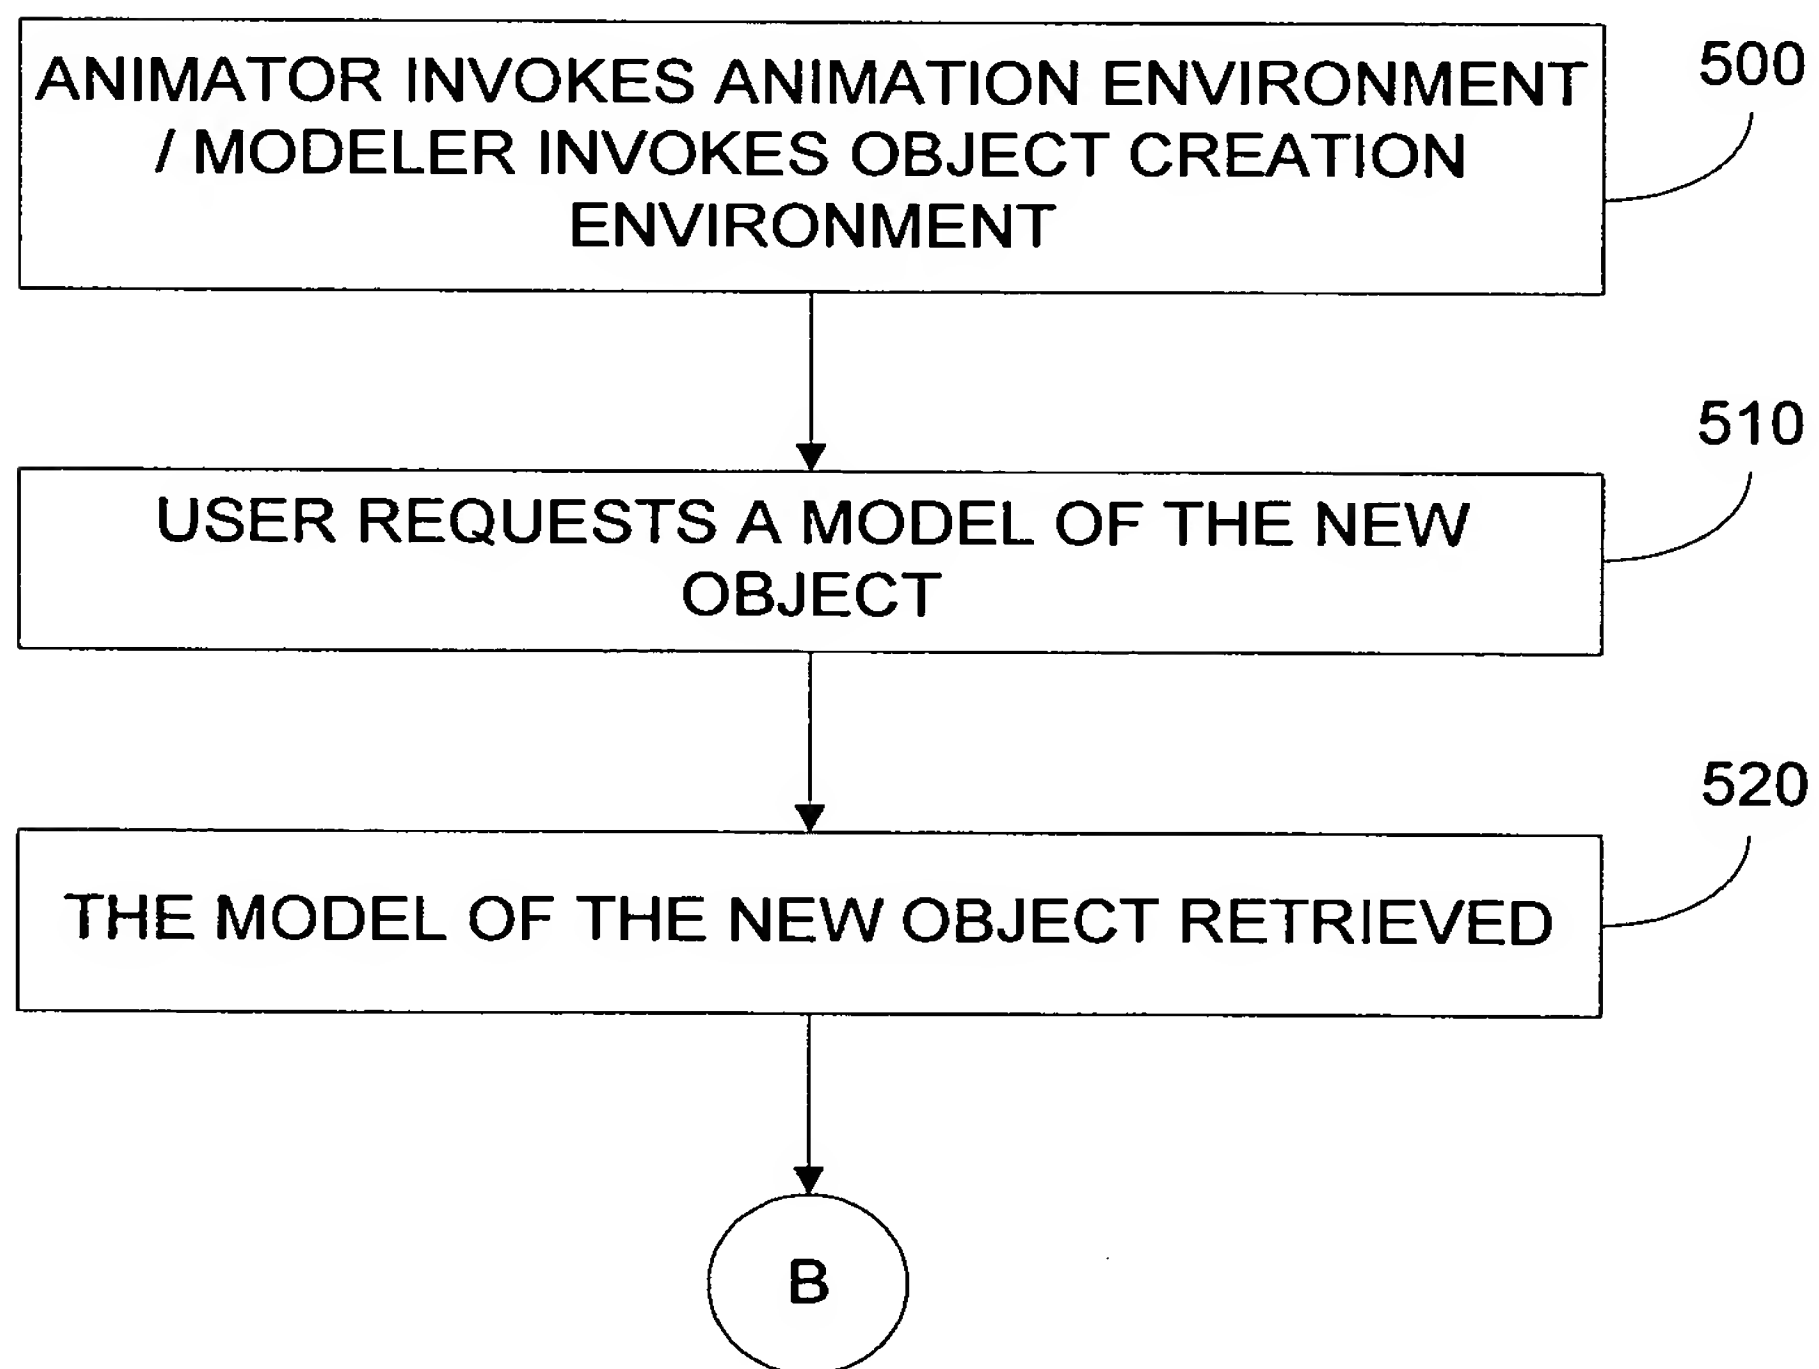 ANIMATOR INVOKES ANIMATION ENVIRONMENT
/ MODELER INVOKES OBJECT CREATION
ENVIRONMENT
500
USER REQUESTS A MODEL OF THE NEW
OBJECT
510
THE MODEL OF THE NEW OBJECT RETRIEVED
520
B